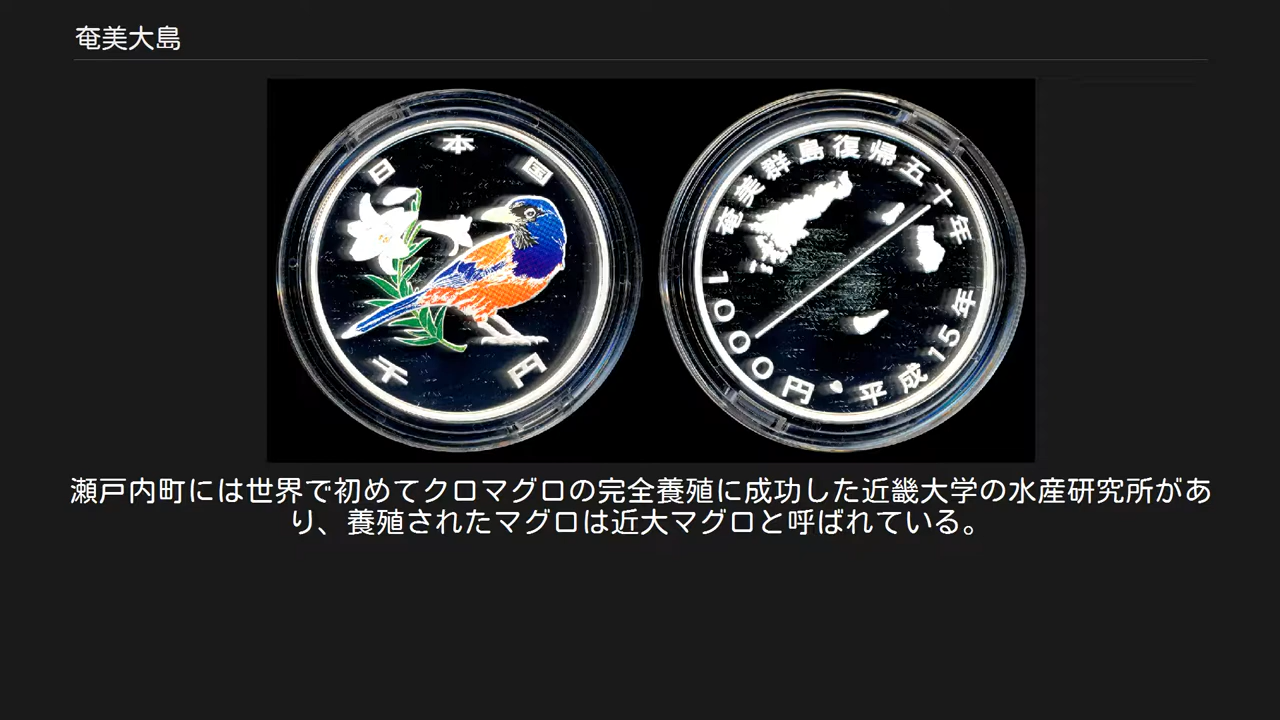 奄美大島
日本国
千円
奄美群島復帰五十年
1000円
平成15年
瀬戸内町には世界で初めてクロマグロの完全養殖に成功した近畿大学の水産研究所があ
り、養殖されたマグロは近大マグロと呼ばれている。